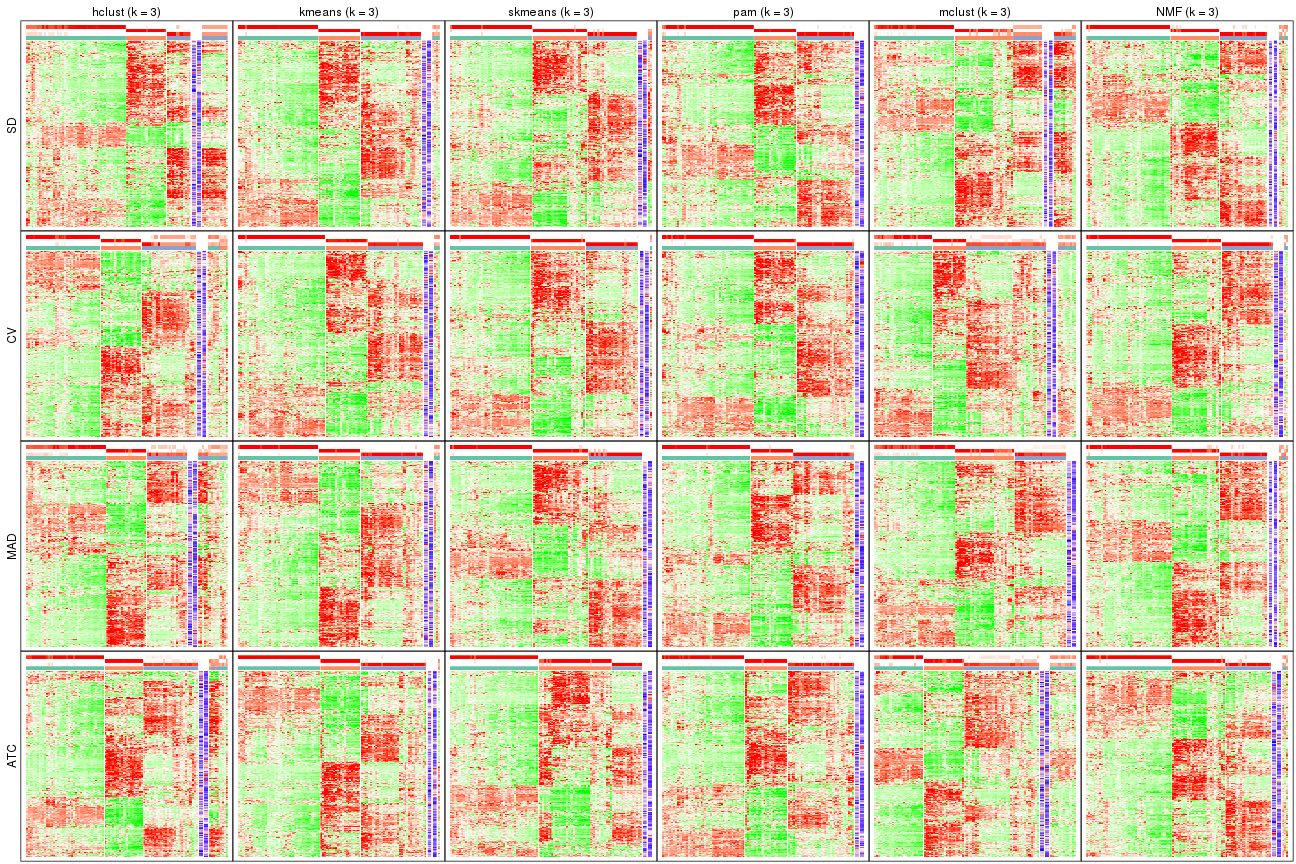 hclust (k = 3) kmeans (k = 3) skmeans (k = 3) pam (k = 3) mclust (k = 3) NMF (k = 3)
SD
CV
MAD
ATC